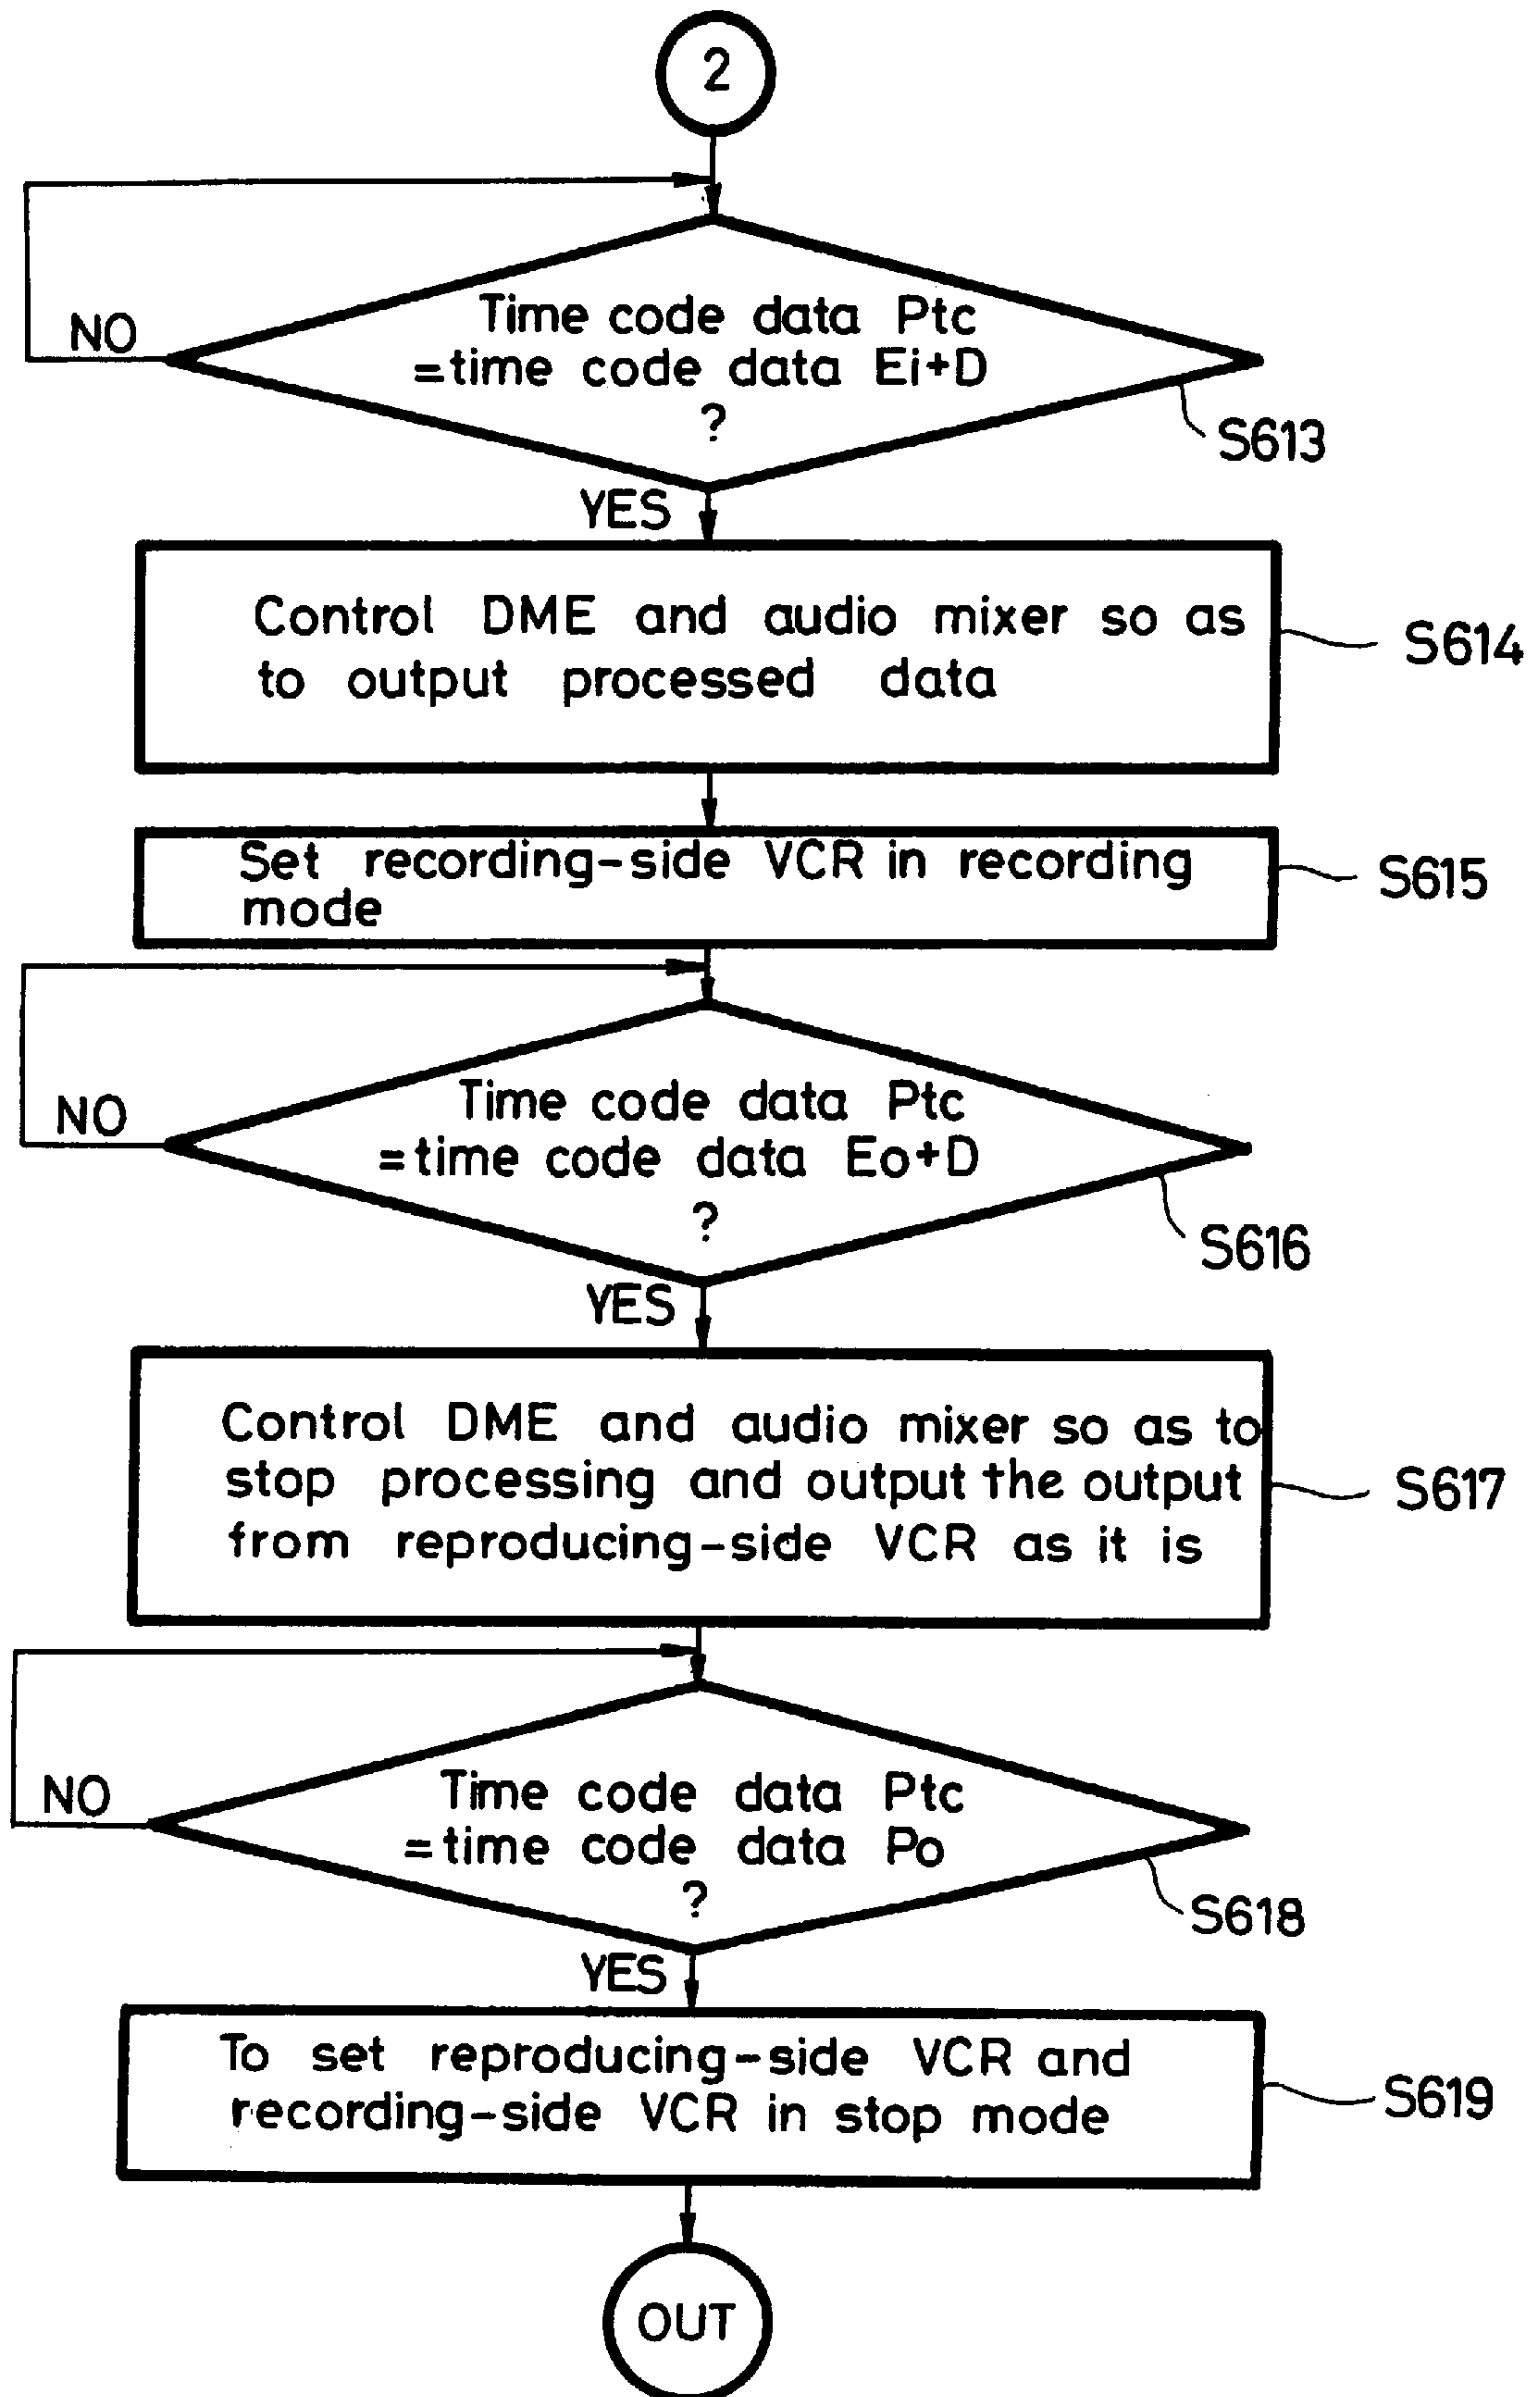 2
Time code data Ptc
=time code data Ei+D
?
NO
S613
YES
Control DME and audio mixer so as
to output processed data
S614
Set recording-side VCR in recording
mode
S615
Time code data Ptc
=time code data Eo+D
?
NO
S616
YES
Control DME and audio mixer so as to
stop processing and output the output
from reproducing-side VCR as it is
S617
Time code data Ptc
=time code data Po
?
NO
S618
YES
To set reproducing-side VCR and
recording-side VCR in stop mode
S619
OUT